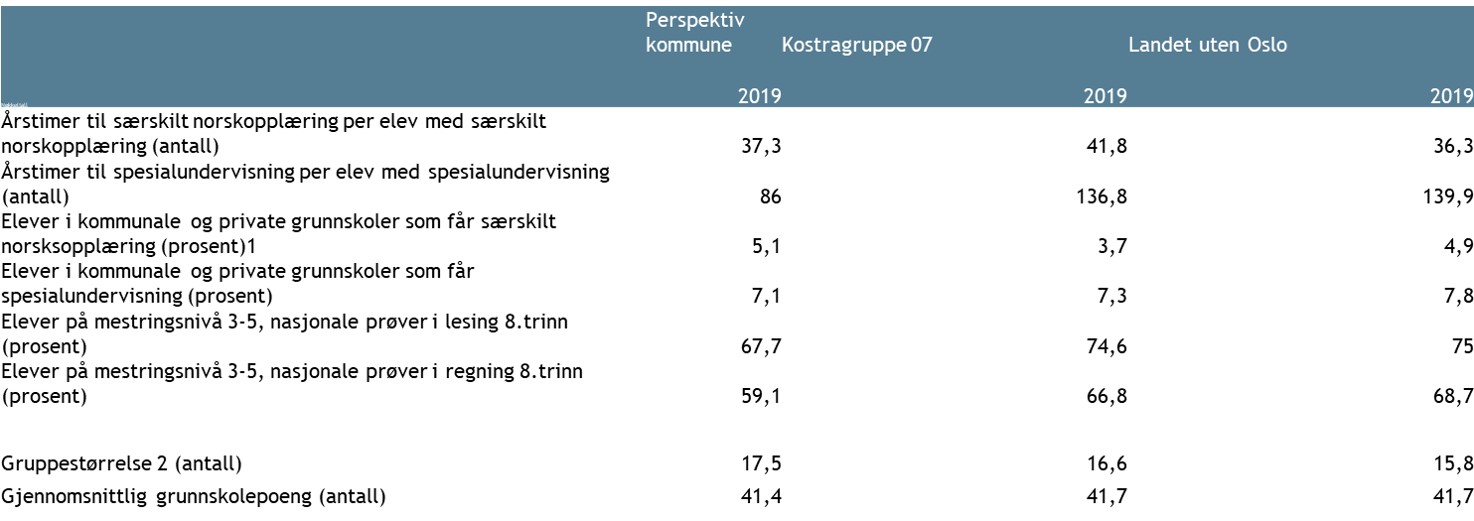 Perspektiv
kommune Kostragruppe 07 Landet uten Oslo
2019 2019 2019
Årstimer til særskilt norskopplæring per elev med særskilt
norskopplæring (antall) 37,3 41,8 36,3
Årstimer til spesialundervisning per elev med spesialundervisning
(antall) 86 136,8 139,9
Elever i kommunale og private grunnskoler som får særskilt
norsksopplæring (prosent)1 5,1 3,7 4,9
Elever i kommunale og private grunnskoler som får
spesialundervisning (prosent) 7,1 7,3 7,8
Elever på mestringsnivå 3-5, nasjonale prøver i lesing 8.trinn
(prosent) 67,7 74,6 75
Elever på mestringsnivå 3-5, nasjonale prøver i regning 8.trinn
(prosent) 59,1 66,8 68,7
Gruppestørrelse 2 (antall) 17,5 16,6 15,8
Gjennomsnittlig grunnskolepoeng (antall) 41,4 41,7 41,7